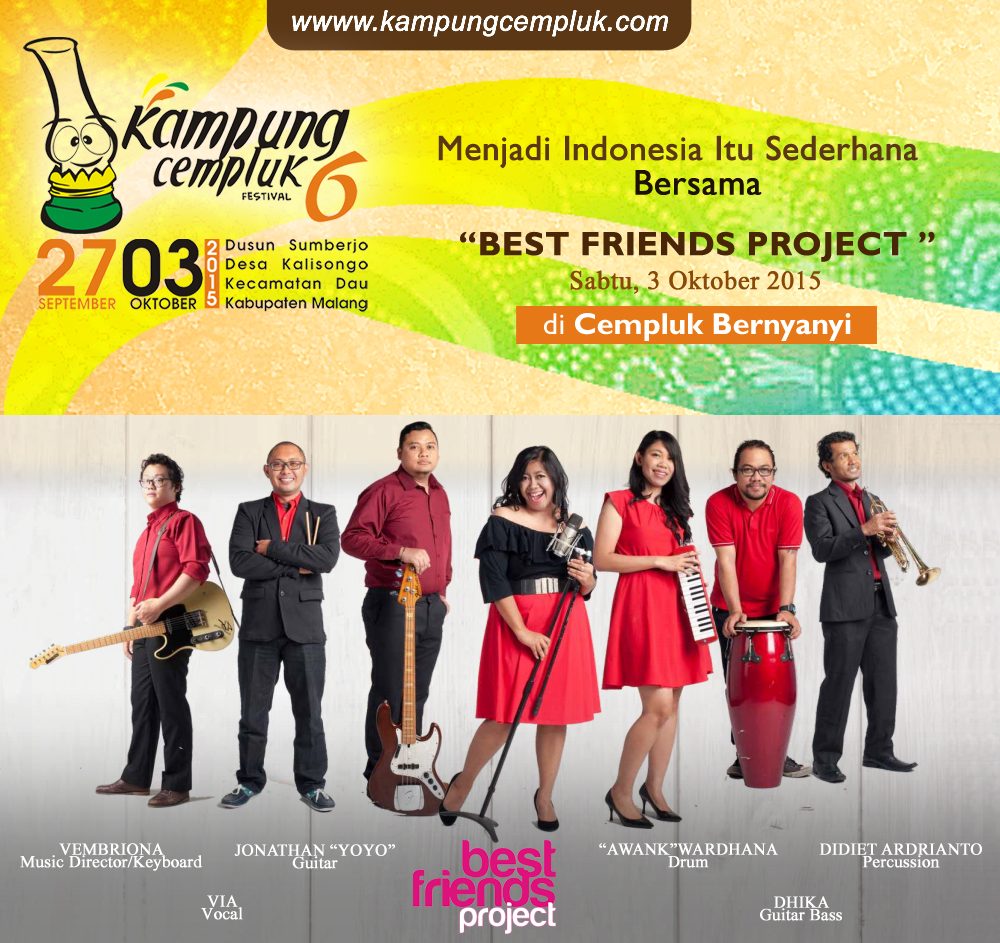 www.kampungcempluk.com
kampung
cempluk 6
FESTIVAL
27 03
SEPTEMBER OKTOBER
2015
Dusun Sumberjo
Desa Kalisongo
Kecamatan Dau
Kabupaten Malang
Menjadi Indonesia Itu Sederhana
Bersama
“BEST FRIENDS PROJECT ”
Sabtu, 3 Oktober 2015
di Cempluk Bernyanyi
VEMBRIONA
Music Director/Keyboard
JONATHAN “YOYO”
Guitar
“AWANK”WARDHANA
Drum
DIDIET ARDRIANTO
Percussion
VIA
Vocal
best
friends
project
DHIKA
Guitar Bass